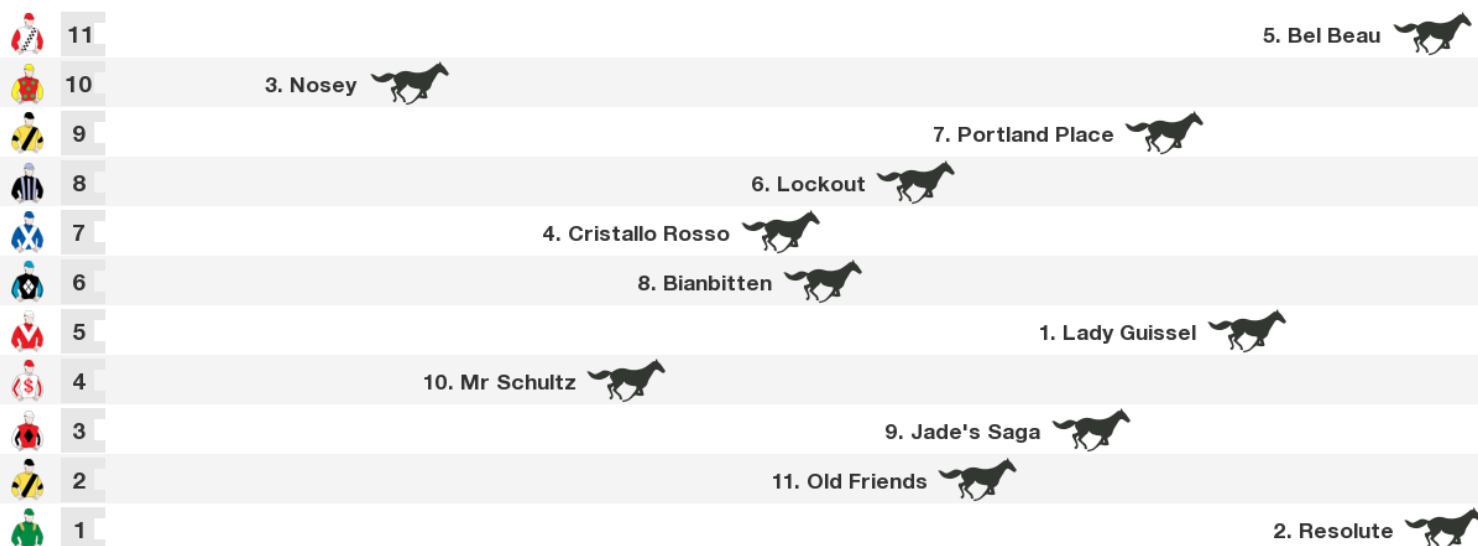 11 5. Bel Beau
10 3. Nosey
9 7. Portland Place
8 6. Lockout
7 4. Cristallo Rosso
6 8. Bianbitten
5 1. Lady Guissel
$ 4 10. Mr Schultz
3 9. Jade's Saga
2 11. Old Friends
1 2. Resolute